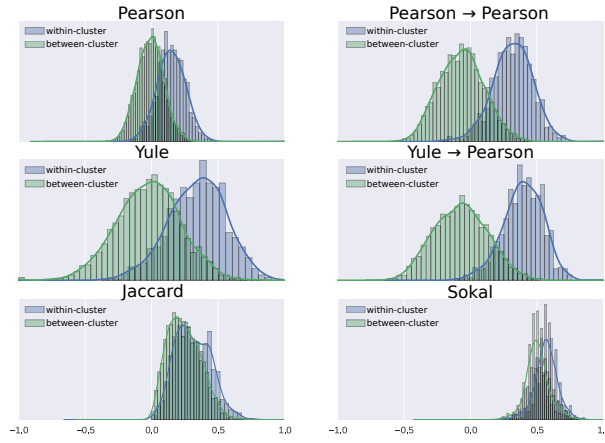 Pearson
within-cluster
between-cluster
Pearson → Pearson
within-cluster
between-cluster
Yule
within-cluster
between-cluster
Yule → Pearson
within-cluster
between-cluster
Jaccard
within-cluster
between-cluster
−1.0 −0.5 0.0 0.5 1.0
Sokal
within-cluster
between-cluster
−1.0 −0.5 0.0 0.5 1.0